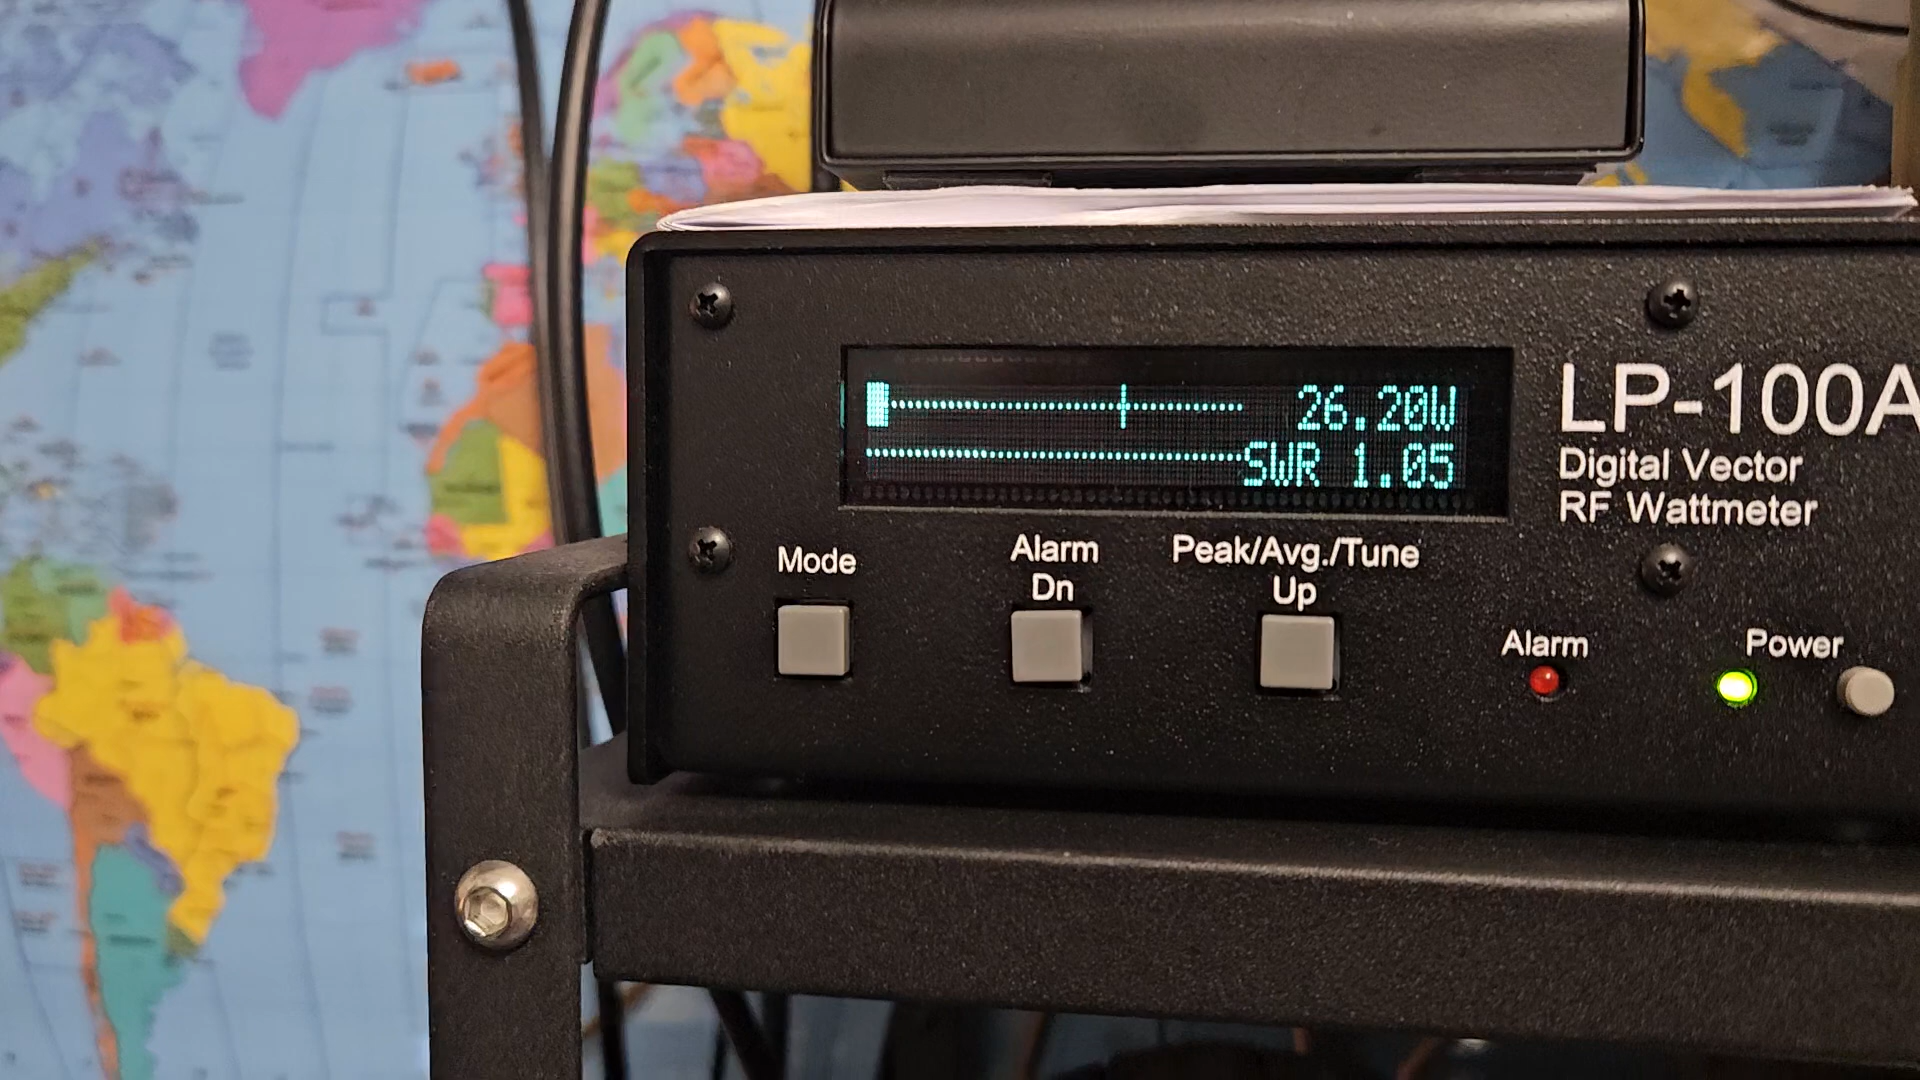 26.20W
SWR 1.05
LP-100A
Digital Vector
RF Wattmeter
Mode
Alarm
Dn
Peak/Avg./Tune
Up
Alarm
Power